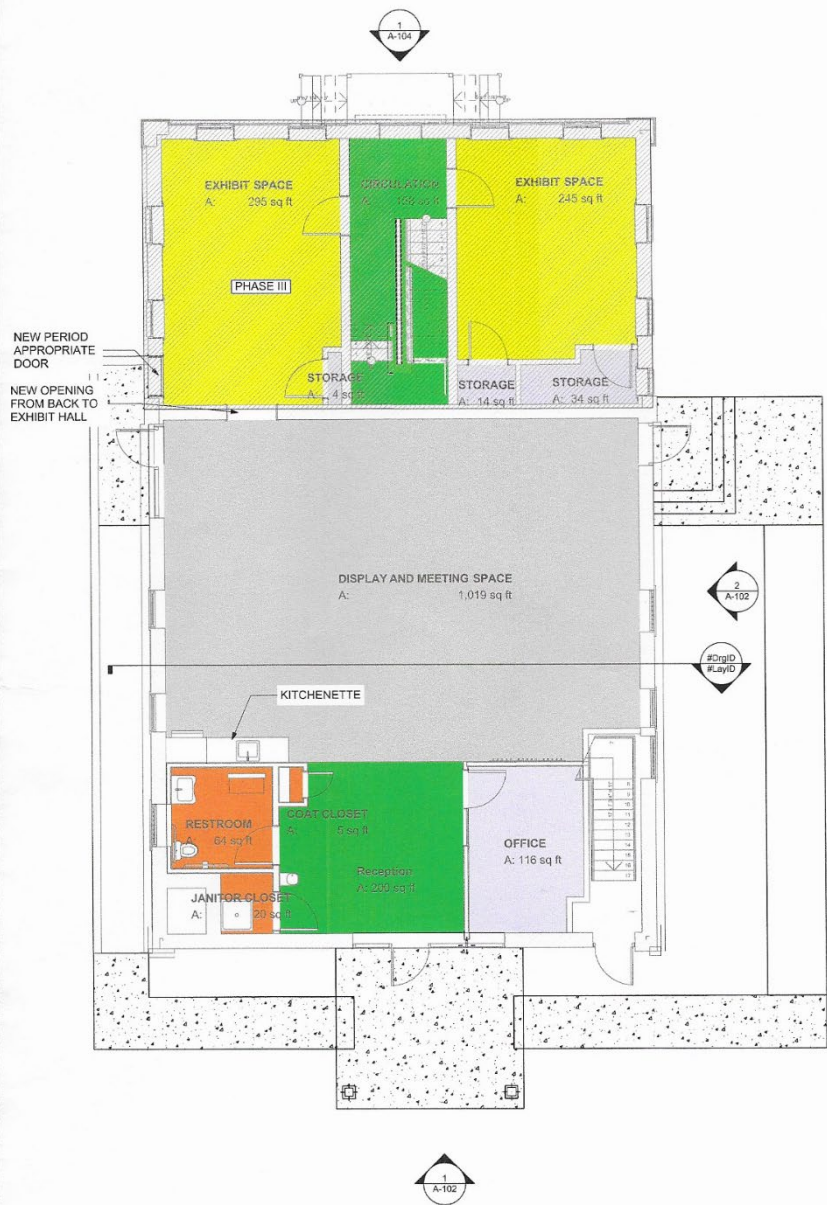 1
A-104
EXHIBIT SPACE
A: 295 sq ft
CIRCULATION
EXHIBIT SPACE
A: 245 sq ft
PHASE III
NEW PERIOD
APPROPRIATE
DOOR
NEW OPENING
FROM BACK TO
EXHIBIT HALL
STORAGE
A: 4 sq ft
STORAGE
A: 14 sq ft
STORAGE
A: 34 sq ft
DISPLAY AND MEETING SPACE
A: 1,019 sq ft
2
A-102
#DrgID
#LayID
KITCHENETTE
RESTROOM
A: 64 sq ft
COAT CLOSET
A: 5 sq ft
Reception
A: 200 sq ft
OFFICE
A: 116 sq ft
JANITOR CLOSET
A: 20 sq ft
1
A-102